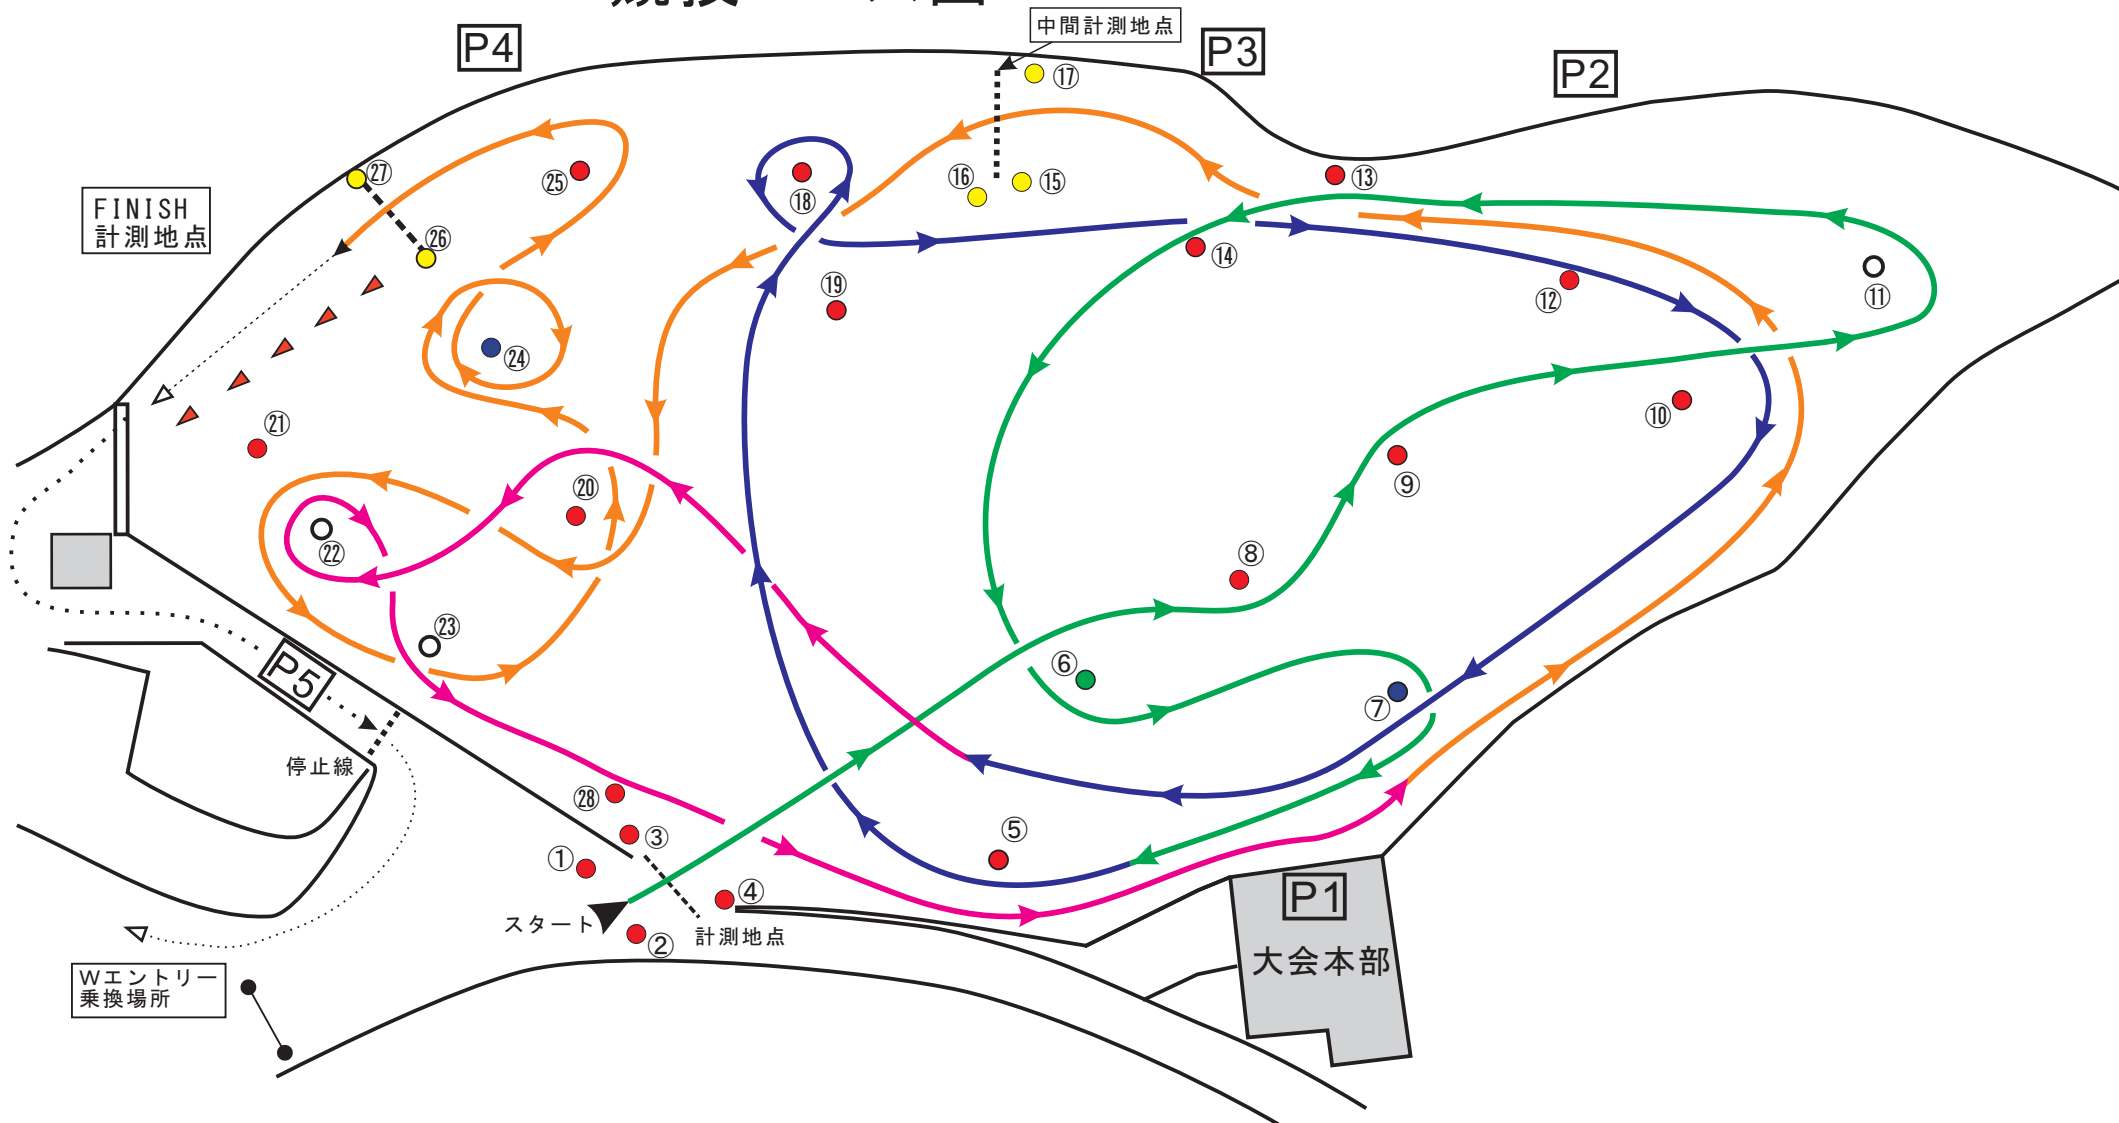 P4
中間計測地点
P3
P2
⑰
⑬
㉗
㉕
⑱
⑯
⑮
FINISH
計測地点
㉖
⑭
⑲
⑫
⑪
㉔
⑩
㉑
⑨
⑳
㉒
⑧
㉓
⑥
⑦
P5
停止線
㉘
③
⑤
①
④
P1
スタート
②
計測地点
大会本部
Wエントリー
乗換場所